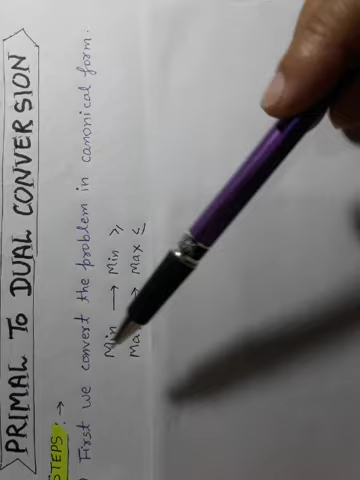 PRIMAL TO DUAL CONVERSION
STEPS : →
First we convert the problem in canonical form.
Min → Min ≥
Max → Max ≤